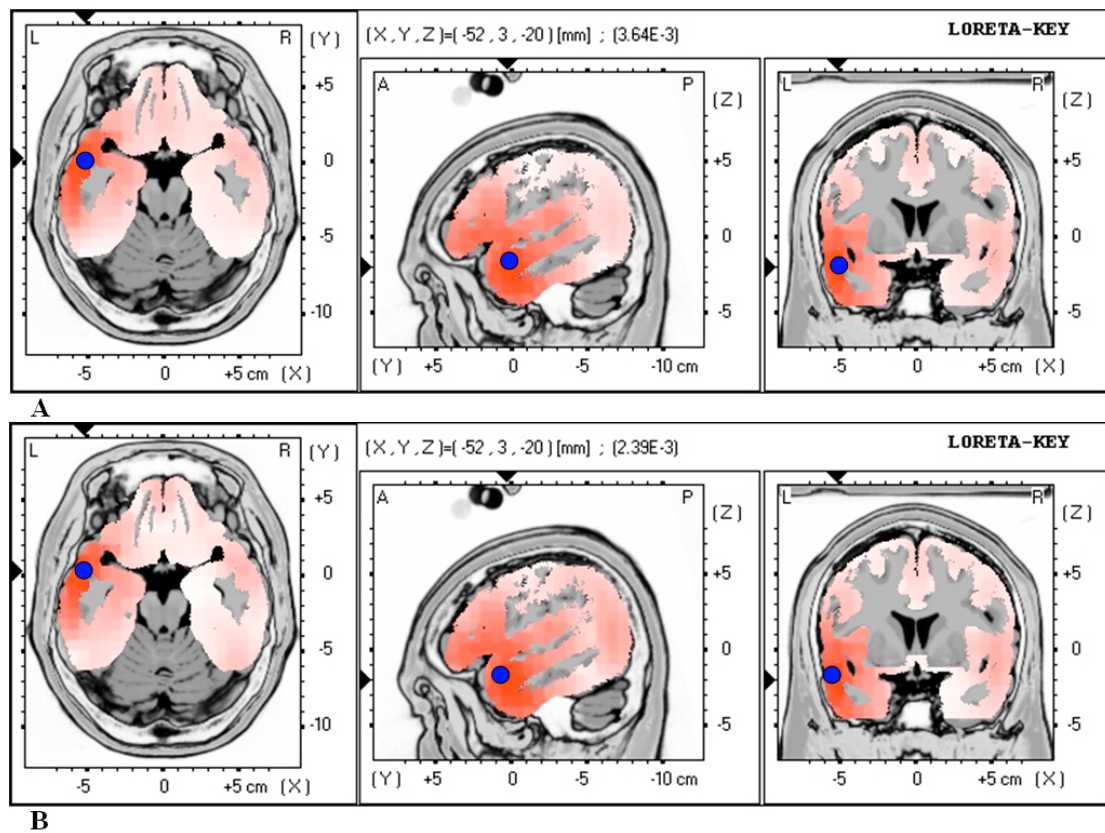 (X,Y,Z)=(-52,3,-20)[mm] ; (3.64E-3)
LORETA-KEY
L R (Y)
+5
0
-5
-10
-5 0 +5 cm (X)
A P (Z)
+5
0
-5
(Y) +5 0 -5 -10 cm
L R (Z)
+5
0
-5
-5 0 +5 cm (X)
A
(X,Y,Z)=(-52,3,-20)[mm] ; (2.39E-3)
LORETA-KEY
L R (Y)
+5
0
-5
-10
-5 0 +5 cm (X)
A P (Z)
+5
0
-5
(Y) +5 0 -5 -10 cm
L R (Z)
+5
0
-5
-5 0 +5 cm (X)
B